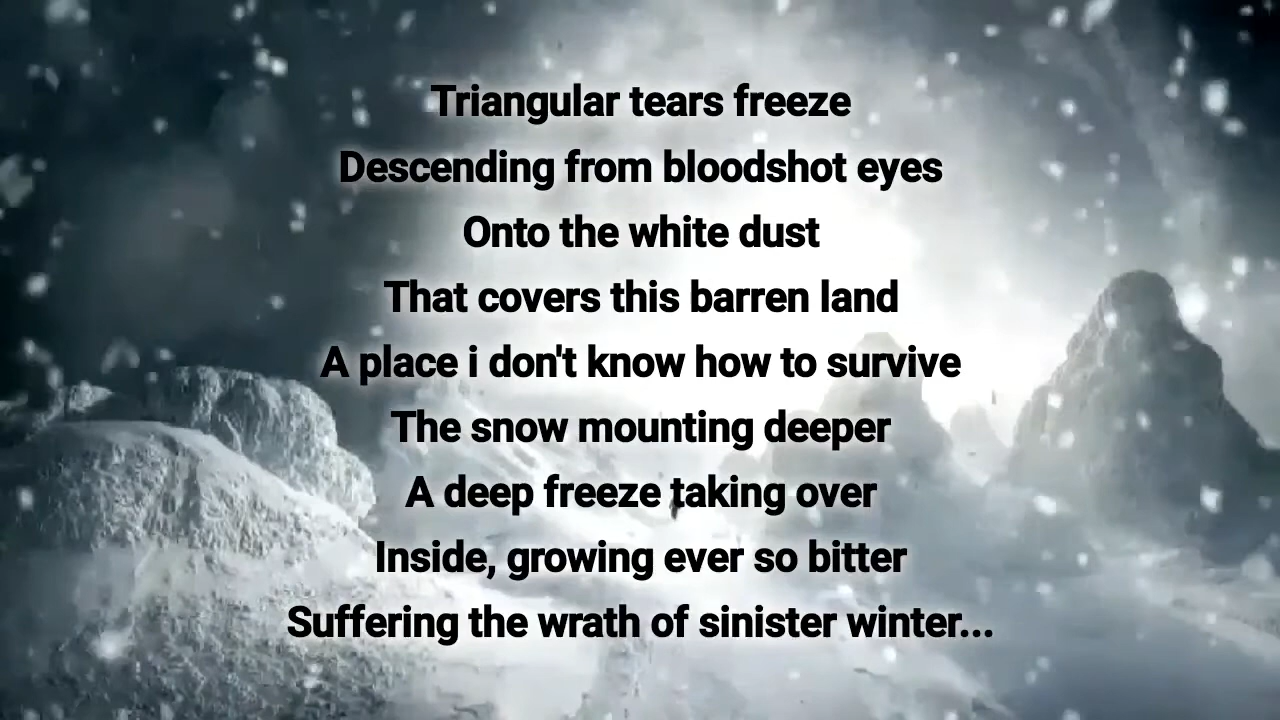 Triangular tears freeze
Descending from bloodshot eyes
Onto the white dust
That covers this barren land
A place i don't know how to survive
The snow mounting deeper
A deep freeze taking over
Inside, growing ever so bitter
Suffering the wrath of sinister winter...